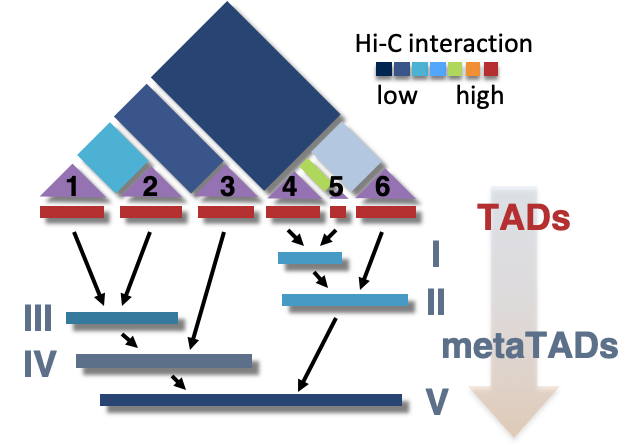 Hi-C interaction
low high
1 2 3 4 5 6
TADs
I
II
III
metaTADs
IV
V